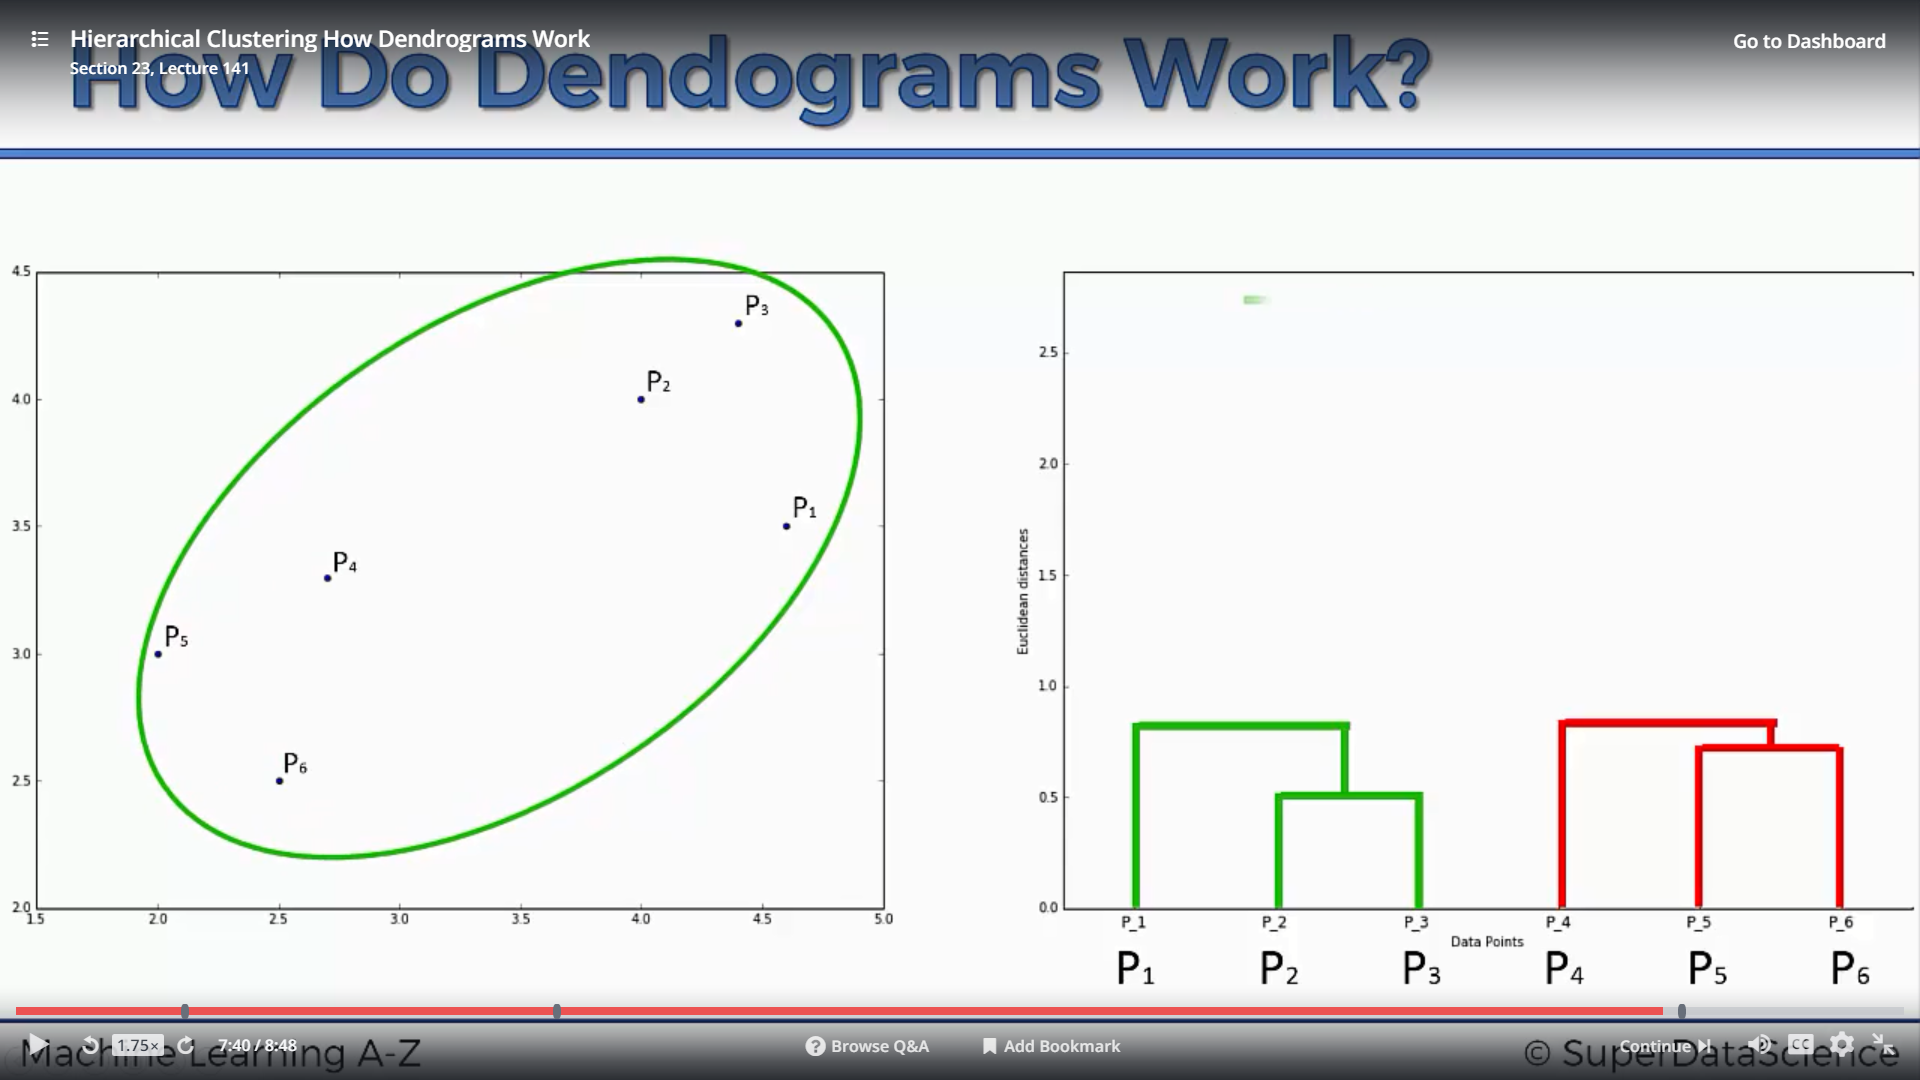 Hierarchical Clustering How Dendrograms Work
Go to Dashboard
Section 23, Lecture 141
How Do Dendograms Work?
4.5
4.0
3.5
3.0
2.5
2.0
1.5 2.0 2.5 3.0 3.5 4.0 4.5 5.0
P3
P2
P1
P4
P5
P6
2.5
2.0
1.5
1.0
0.5
0.0
Euclidean distances
P_1 P_2 P_3 P_4 P_5 P_6
Data Points
P1 P2 P3 P4 P5 P6
1.75×
7:40 / 8:48
Browse Q&A
Add Bookmark
Continue
CC
Machine Learning A-Z
© SuperDataScience